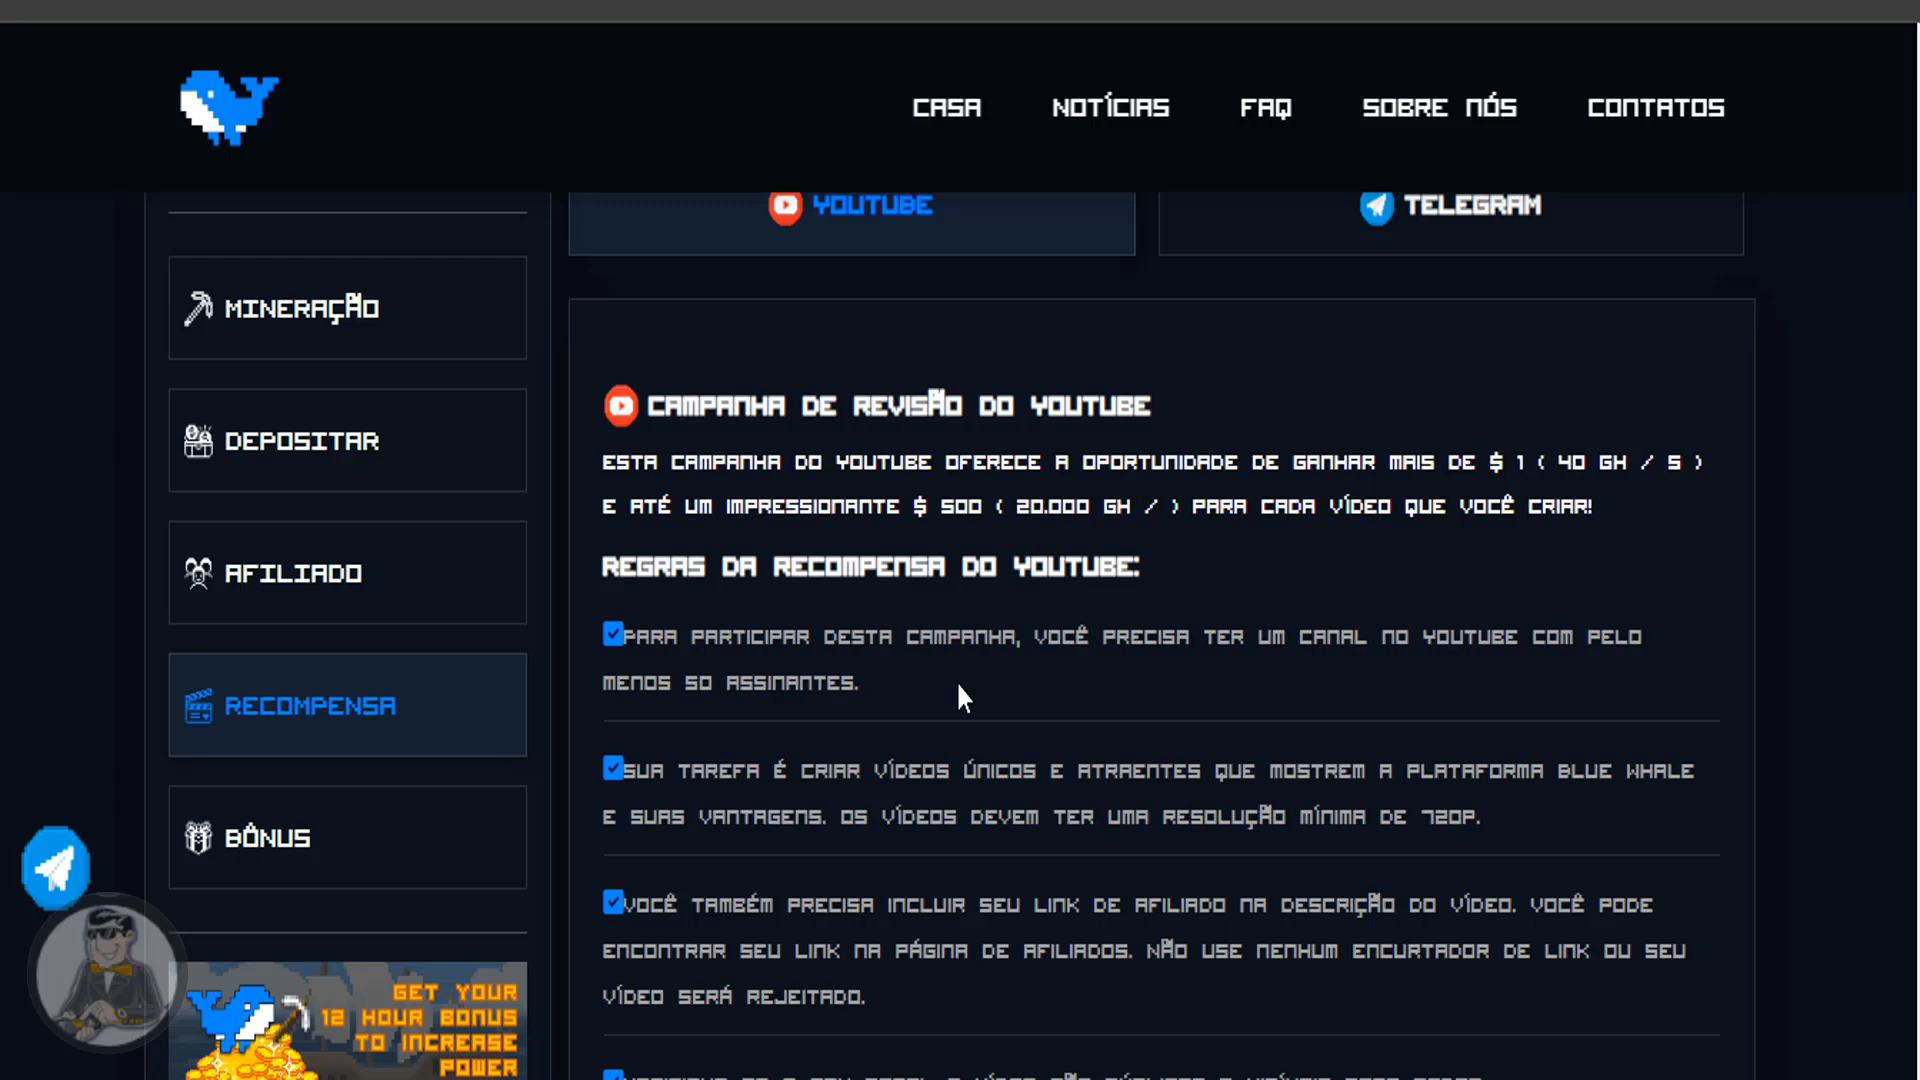 CASA
NOTÍCIAS
FAQ
SOBRE NÓS
CONTATOS
YOUTUBE
TELEGRAM
MINERAÇÃO
DEPOSITAR
AFILIADO
RECOMPENSA
BÔNUS
GET YOUR
12 HOUR BONUS
TO INCREASE
POWER
CAMPANHA DE REVISÃO DO YOUTUBE
ESTA CAMPANHA DO YOUTUBE OFERECE A OPORTUNIDADE DE GANHAR MAIS DE $ 1 ( 40 GH / S )
E ATÉ UM IMPRESSIONANTE $ 500 ( 20.000 GH / ) PARA CADA VÍDEO QUE VOCÊ CRIAR!
REGRAS DA RECOMPENSA DO YOUTUBE:
PARA PARTICIPAR DESTA CAMPANHA, VOCÊ PRECISA TER UM CANAL NO YOUTUBE COM PELO
MENOS 50 ASSINANTES.
SUA TAREFA É CRIAR VÍDEOS ÚNICOS E ATRAENTES QUE MOSTREM A PLATAFORMA BLUE WHALE
E SUAS VANTAGENS. OS VÍDEOS DEVEM TER UMA RESOLUÇÃO MÍNIMA DE 720P.
VOCÊ TAMBÉM PRECISA INCLUIR SEU LINK DE AFILIADO NA DESCRIÇÃO DO VÍDEO. VOCÊ PODE
ENCONTRAR SEU LINK NA PÁGINA DE AFILIADOS. NÃO USE NENHUM ENCURTADOR DE LINK OU SEU
VÍDEO SERÁ REJEITADO.